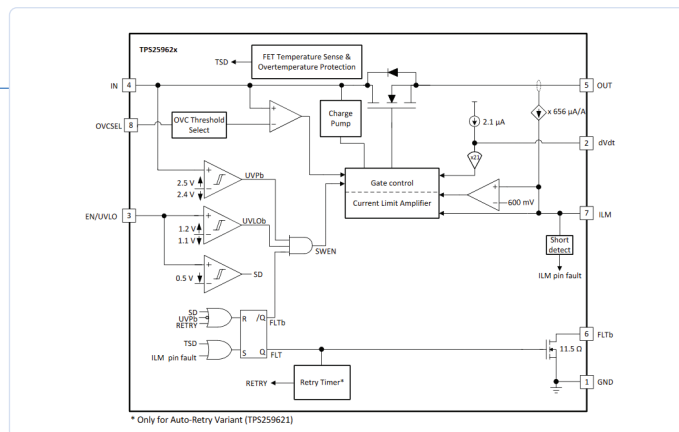 TPS25962x
FET Temperature Sense &
Overtemperature Protection
TSD
IN
4
5
OUT
OVCSEL
8
OVC Threshold
Select
+
−
Charge
Pump
2.1 µA
x 656 µA/A
2
dVdt
x21
Gate control
Current Limit Amplifier
+
−
600 mV
7
ILM
Short
detect
ILM pin fault
+
−
2.5 V
2.4 V
UVPb
EN/UVLO
3
+
−
1.2 V
1.1 V
UVLOb
SWEN
+
−
0.5 V
SD
SD
UVPb
RETRY
R
/Q
FLTb
TSD
ILM pin fault
S
Q
FLT
RETRY
Retry Timer*
6
FLTb
11.5 Ω
1
GND
* Only for Auto-Retry Variant (TPS259621)